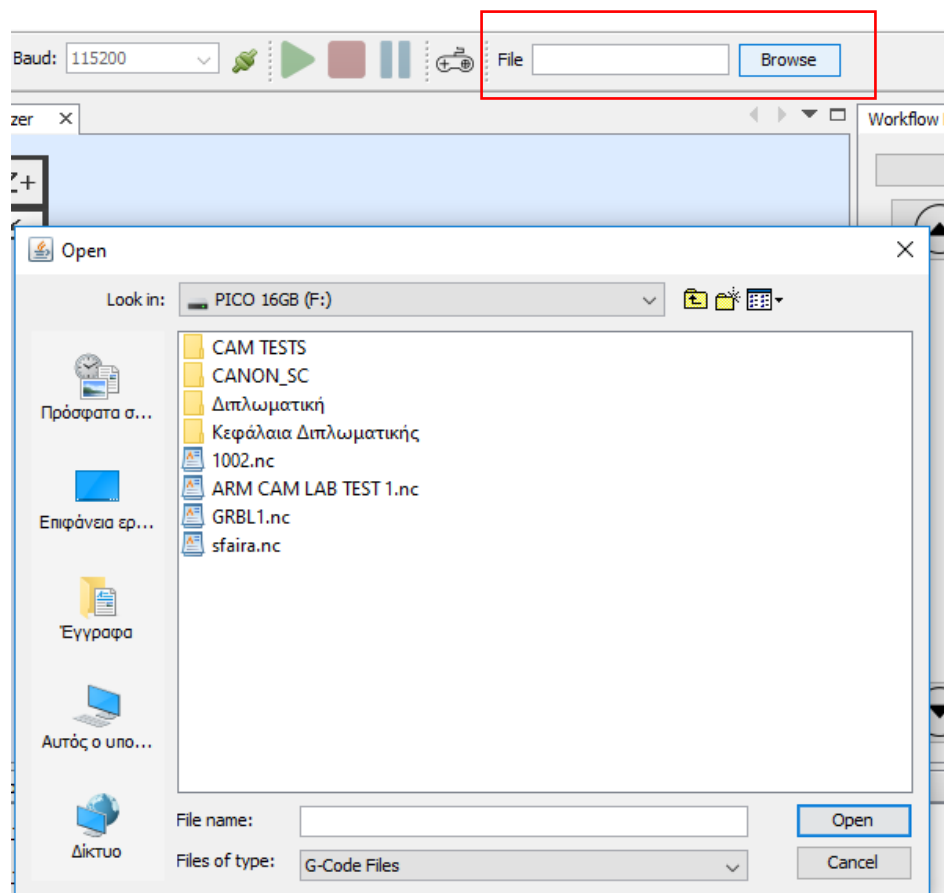 Baud: 115200 File Browse
zer Workflow
Z+
Open
Look in: PICO 16GB (F:)
CAM TESTS
CANON_SC
Διπλωματική
Κεφάλαια Διπλωματικής
1002.nc
ARM CAM LAB TEST 1.nc
GRBL1.nc
sfaira.nc
Πρόσφατα σ...
Επιφάνεια ερ...
Έγγραφα
Αυτός ο υπο...
Δίκτυο
File name: Open
Files of type: G-Code Files Cancel